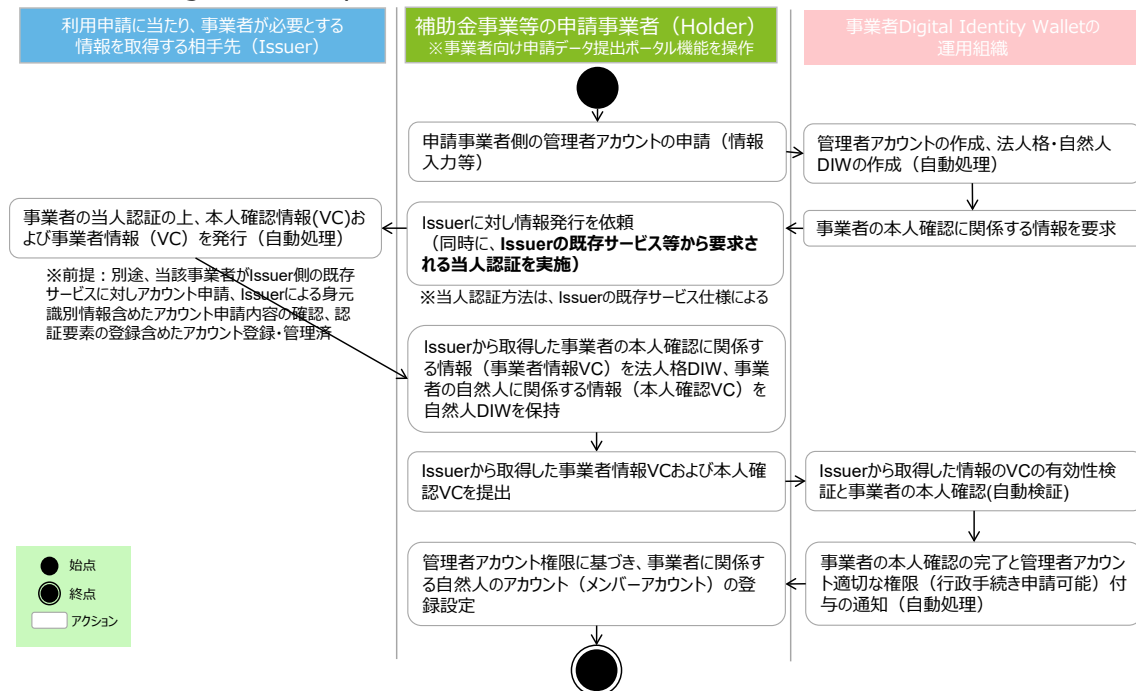 利用申請に当たり、事業者が必要とする
情報を取得する相手先（Issuer）
補助金事業等の申請事業者（Holder）
※事業者向け申請データ提出ポータル機能を操作
事業者Digital Identity Walletの
運用組織
申請事業者側の管理者アカウントの申請（情報
入力等）
管理者アカウントの作成、法人格・自然人
DIWの作成（自動処理）
事業者の当人認証の上、本人確認情報(VC)お
よび事業者情報（VC）を発行（自動処理）
Issuerに対し情報発行を依頼
（同時に、Issuerの既存サービス等から要求さ
れる当人認証を実施）
事業者の本人確認に関係する情報を要求
※前提：別途、当該事業者がIssuer側の既存
サービスに対しアカウント申請、Issuerによる身元
識別情報含めたアカウント申請内容の確認、認
証要素の登録含めたアカウント登録・管理済
※当人認証方法は、Issuerの既存サービス仕様による
Issuerから取得した事業者の本人確認に関係す
る情報（事業者情報VC）を法人格DIW、事業
者の自然人に関係する情報（本人確認VC）を
自然人DIWを保持
Issuerから取得した事業者情報VCおよび本人確
認VCを提出
Issuerから取得した情報のVCの有効性検
証と事業者の本人確認(自動検証)
管理者アカウント権限に基づき、事業者に関係す
る自然人のアカウント（メンバーアカウント）の登
録設定
事業者の本人確認の完了と管理者アカウン
ト適切な権限（行政手続き申請可能）付
与の通知（自動処理）
始点
終点
アクション